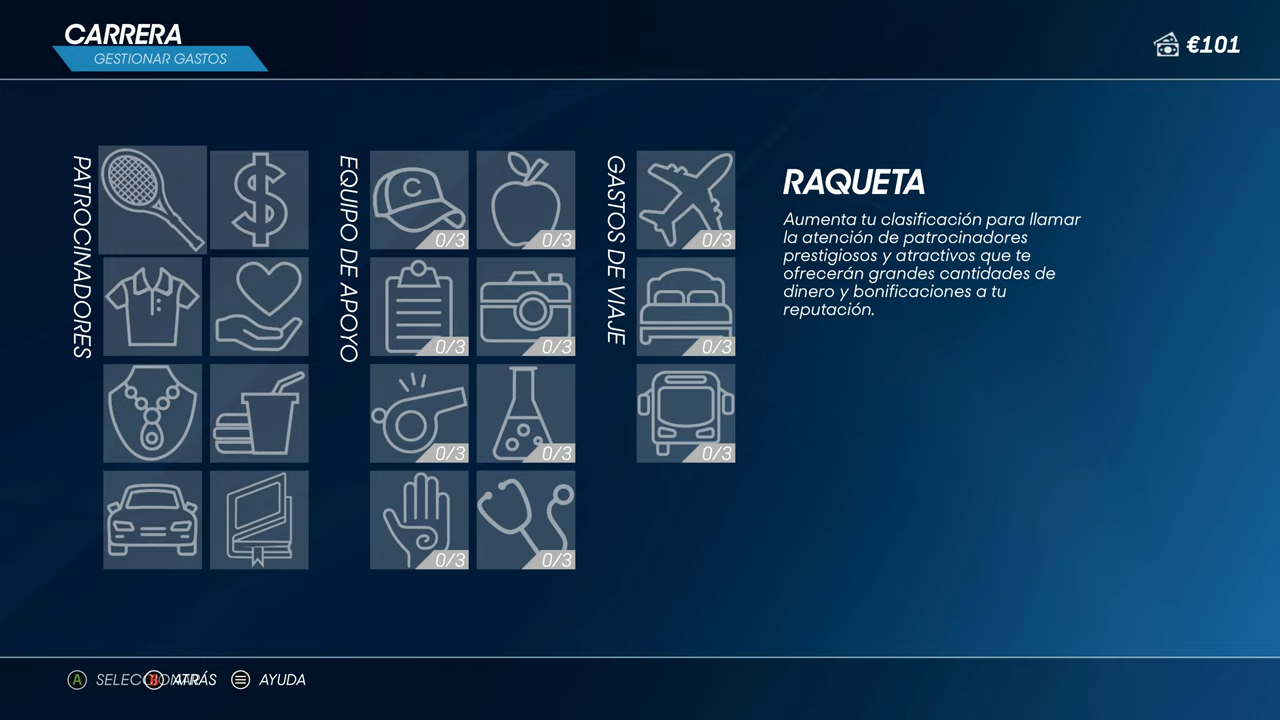 CARRERA
GESTIONAR GASTOS
€101
PATROCINADORES
EQUIPO DE APOYO
C
0/3
0/3
0/3
0/3
0/3
0/3
0/3
0/3
GASTOS DE VIAJE
0/3
0/3
0/3
RAQUETA
Aumenta tu clasificación para llamar
la atención de patrocinadores
prestigiosos y atractivos que te
ofrecerán grandes cantidades de
dinero y bonificaciones a tu
reputación.
A SELECCIONAR B ATRÁS AYUDA